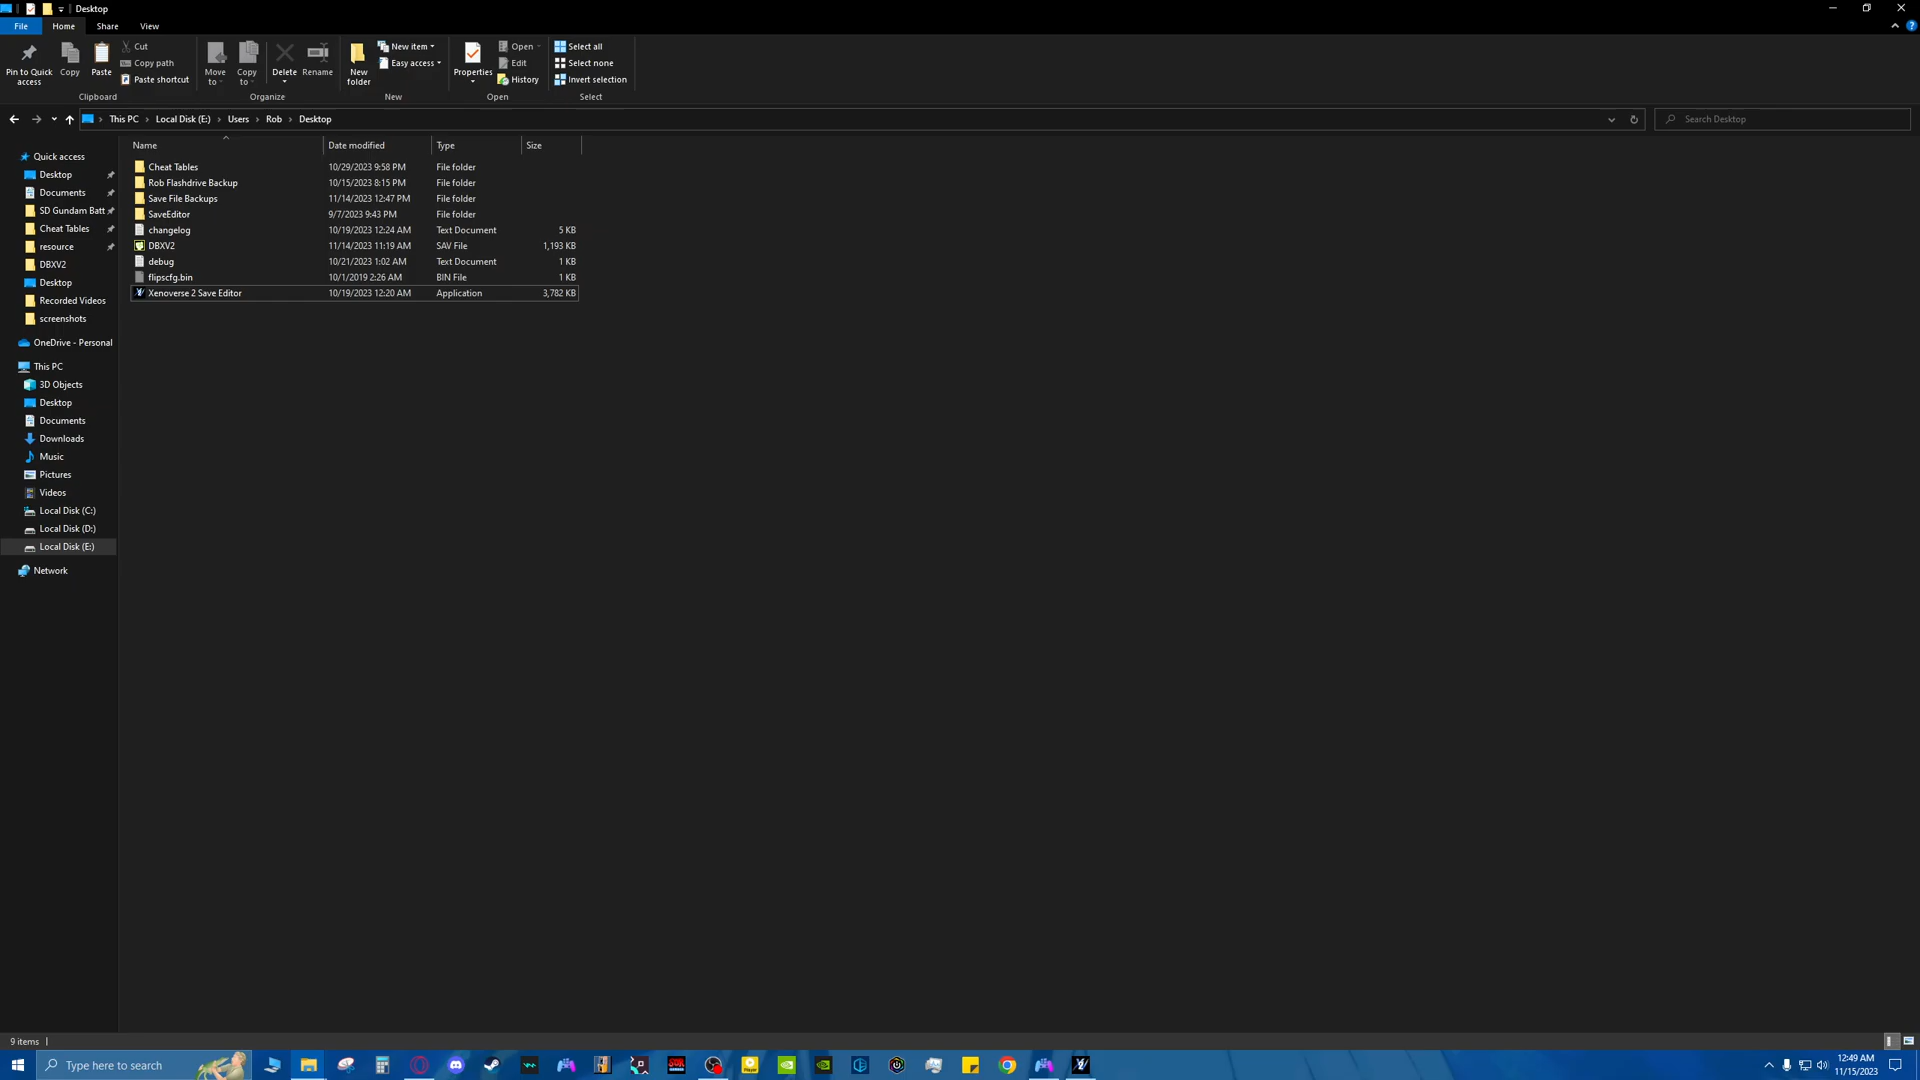 Desktop
File Home Share View
Pin to Quick access
Copy
Paste
Cut
Copy path
Paste shortcut
Clipboard
Move to
Copy to
Delete
Rename
Organize
New folder
New item
Easy access
New
Properties
Open
Edit
History
Open
Select all
Select none
Invert selection
Select
This PC Local Disk (E:) Users Rob Desktop
Search Desktop
Name Date modified Type Size
Cheat Tables 10/29/2023 9:58 PM File folder
Rob Flashdrive Backup 10/15/2023 8:15 PM File folder
Save File Backups 11/14/2023 12:47 PM File folder
SaveEditor 9/7/2023 9:43 PM File folder
changelog 10/19/2023 12:24 AM Text Document 5 KB
DBXV2 11/14/2023 11:19 AM SAV File 1,193 KB
debug 10/21/2023 1:02 AM Text Document 1 KB
flipscfg.bin 10/1/2019 2:26 AM BIN File 1 KB
Xenoverse 2 Save Editor 10/19/2023 12:20 AM Application 3,782 KB
Quick access
Desktop
Documents
SD Gundam Batt
Cheat Tables
resource
DBXV2
Desktop
Recorded Videos
screenshots
OneDrive - Personal
This PC
3D Objects
Desktop
Documents
Downloads
Music
Pictures
Videos
Local Disk (C:)
Local Disk (D:)
Local Disk (E:)
Network
9 items
Type here to search
12:49 AM
11/15/2023